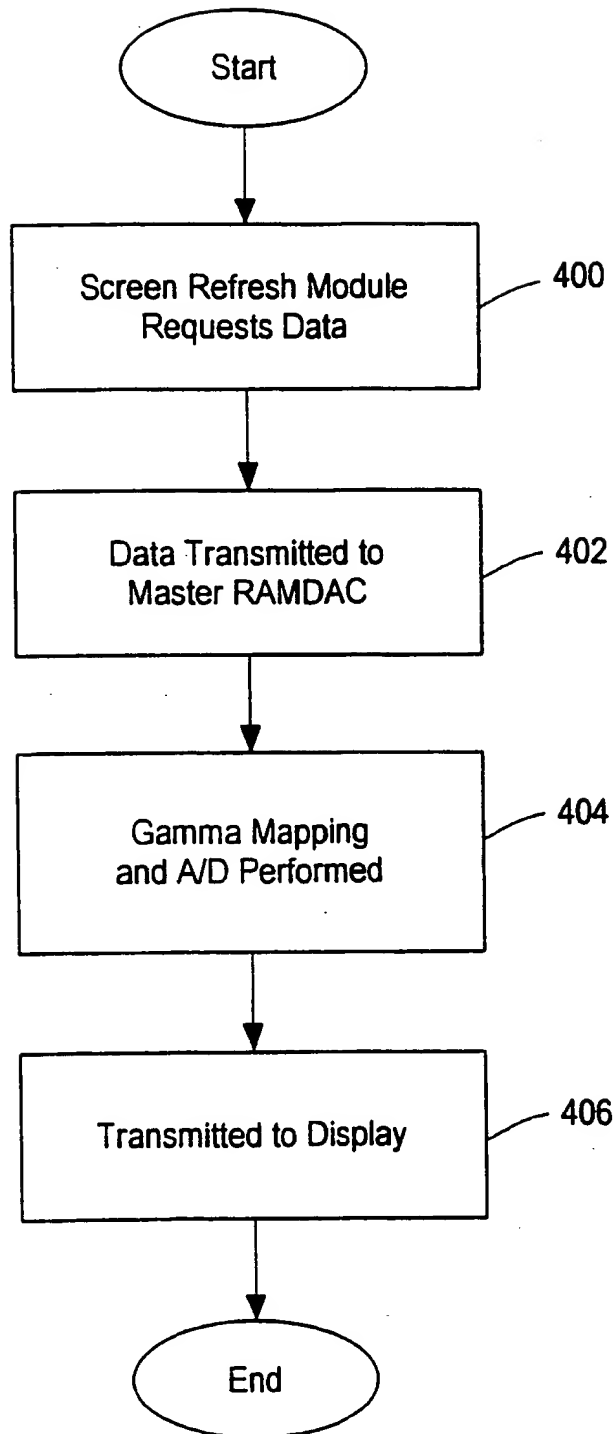 Start
Screen Refresh Module
Requests Data
400
Data Transmitted to
Master RAMDAC
402
Gamma Mapping
and A/D Performed
404
Transmitted to Display
406
End